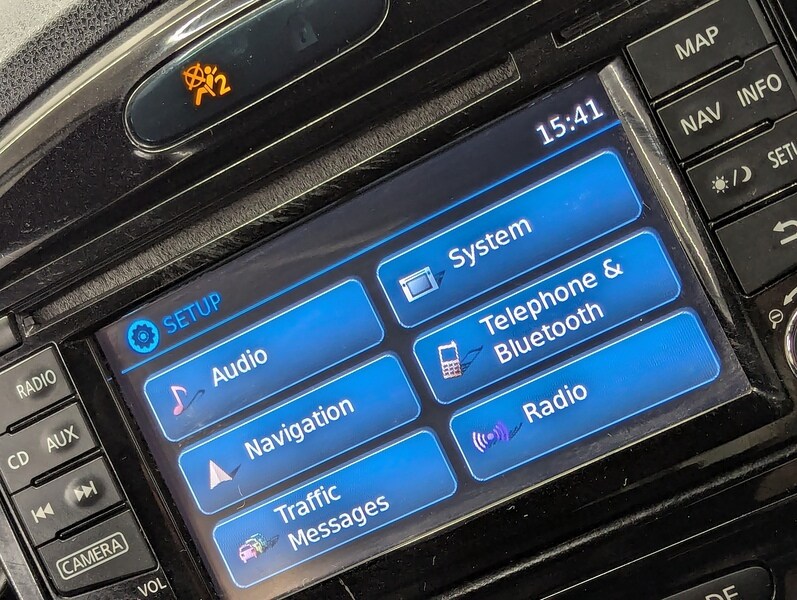 2
15:41
SETUP
Audio
System
Navigation
Telephone &
Bluetooth
Traffic
Messages
Radio
RADIO
CD AUX
CAMERA
VOL
MAP
NAV INFO